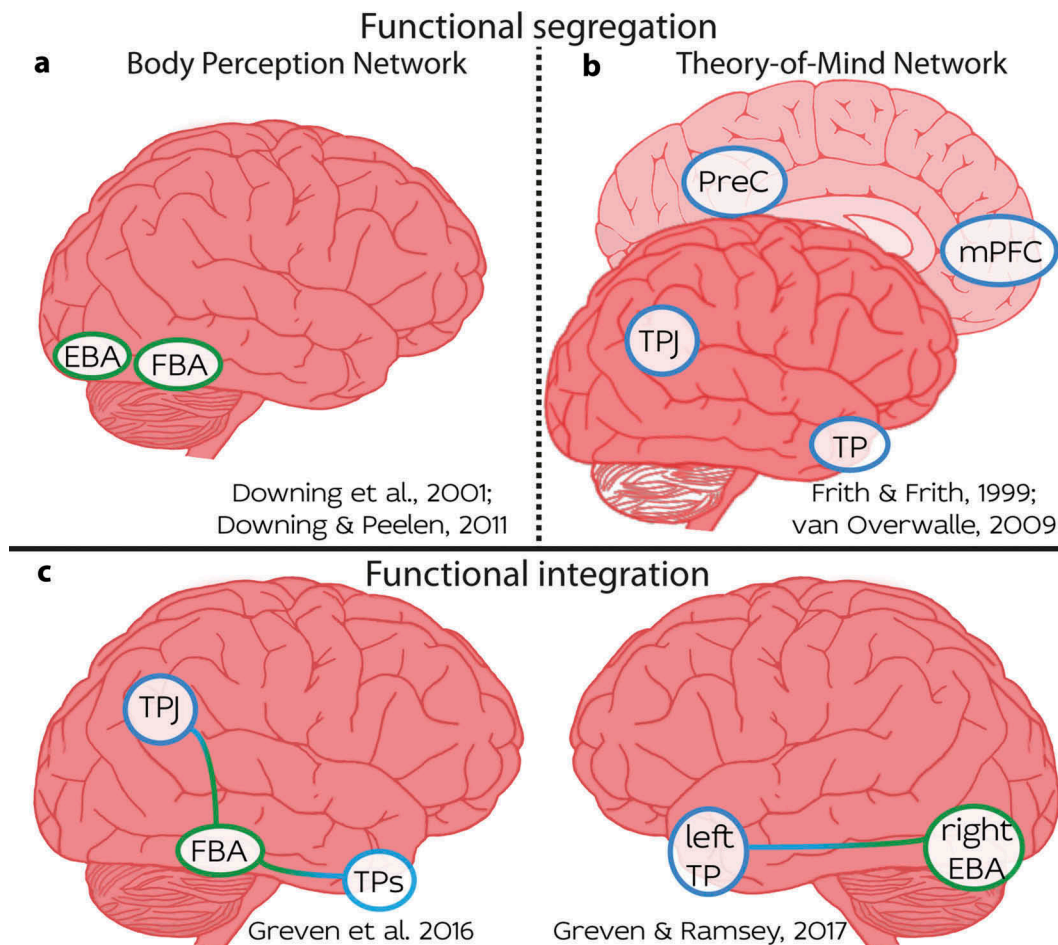 Functional segregation
a
Body Perception Network
EBA
FBA
Downing et al., 2001;
Downing & Peelen, 2011
b
Theory-of-Mind Network
PreC
mPFC
TPJ
TP
Frith & Frith, 1999;
van Overwalle, 2009
c
Functional integration
TPJ
FBA
TPs
Greven et al. 2016
left
TP
right
EBA
Greven & Ramsey, 2017